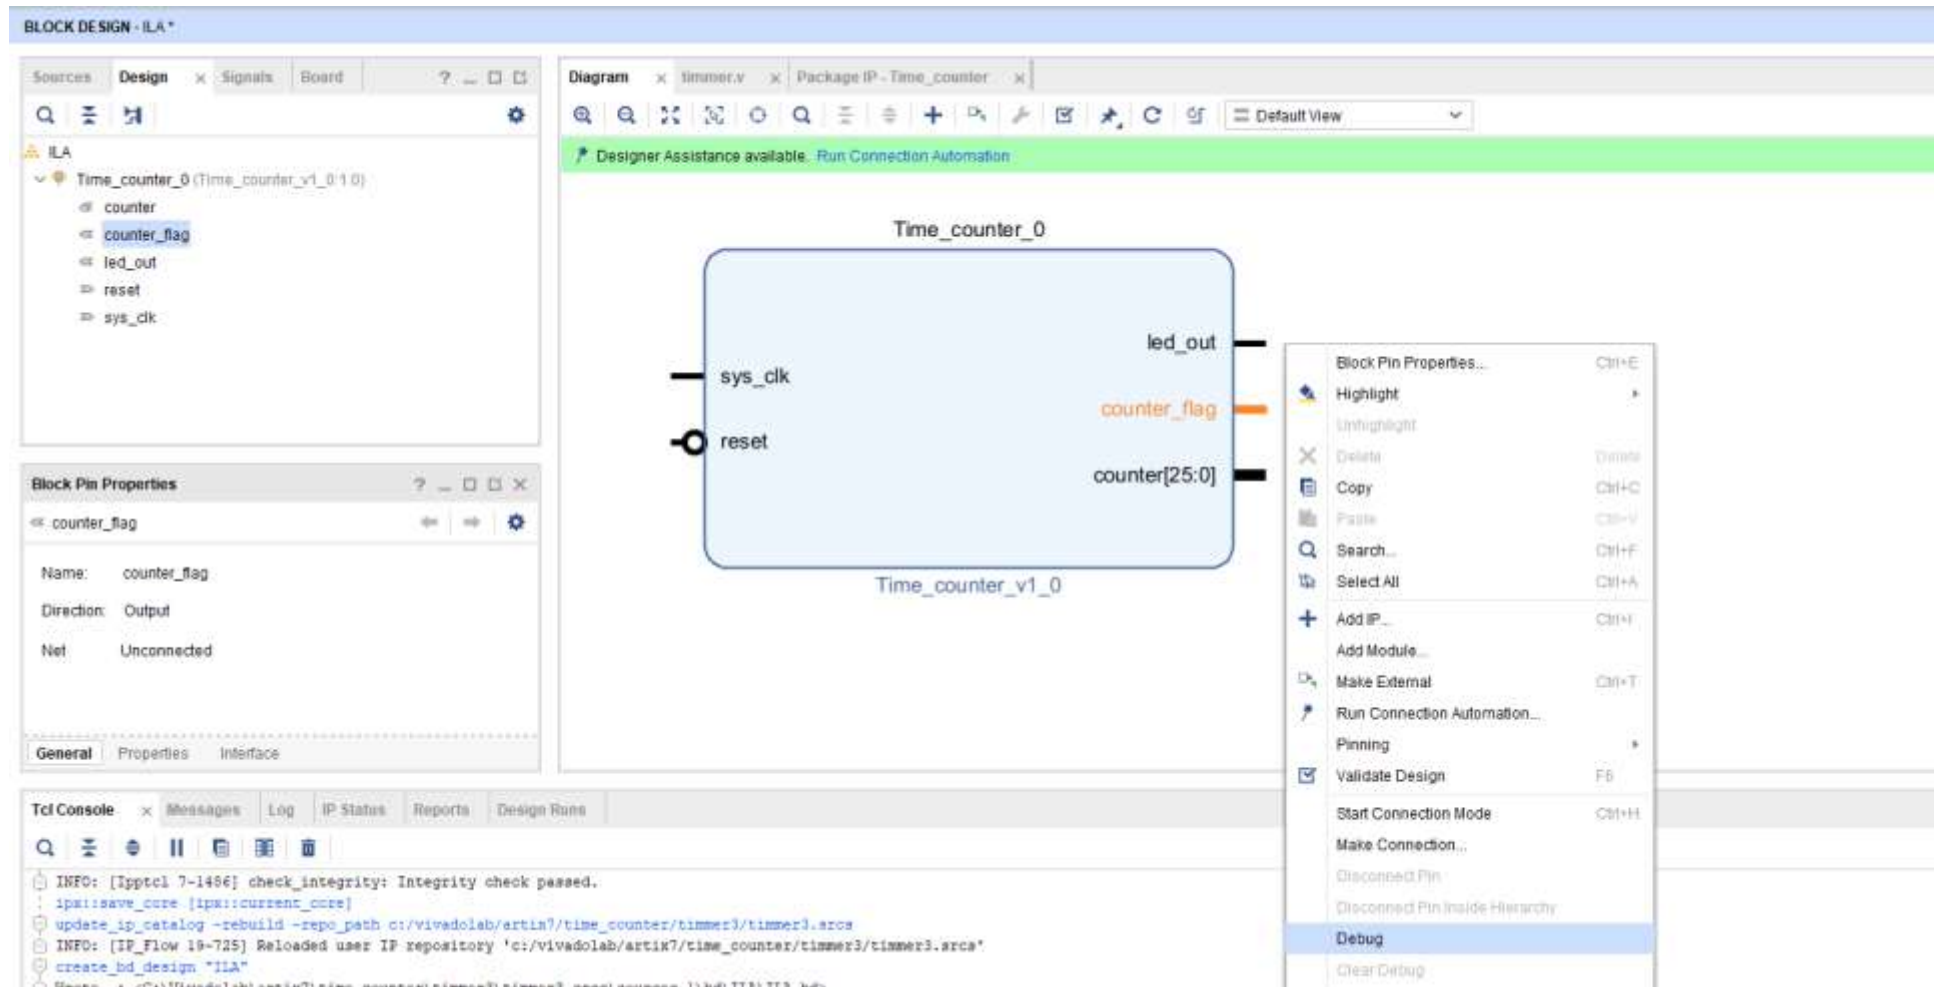 BLOCK DESIGN - ILA *
Sources Design × Signals Board ? _
ILA
Time_counter_0 (Time_counter_v1_0:1.0)
counter
counter_flag
led_out
reset
sys_clk
Block Pin Properties ? _ ×
counter_flag
Name: counter_flag
Direction: Output
Net Unconnected
General Properties Interface
Diagram × timmer.v × Package IP - Time_counter ×
Default View
Designer Assistance available. Run Connection Automation
Time_counter_0
led_out
sys_clk
counter_flag
reset
counter[25:0]
Time_counter_v1_0
Block Pin Properties... Ctrl+E
Highlight
Unhighlight
Delete Delete
Copy Ctrl+C
Paste Ctrl+V
Search... Ctrl+F
Select All Ctrl+A
Add IP... Ctrl+I
Add Module...
Make External Ctrl+T
Run Connection Automation...
Pinning
Validate Design F6
Start Connection Mode Ctrl+H
Make Connection...
Disconnect Pin
Disconnect Pin Inside Hierarchy
Debug
Clear Debug
Tcl Console × Messages Log IP Status Reports Design Runs
INFO: [Ipptcl 7-1486] check_integrity: Integrity check passed.
ipx::save_core [ipx::current_core]
update_ip_catalog -rebuild -repo_path c:/vivadolab/artix7/time_counter/timmer3/timmer3.srcs
INFO: [IP_Flow 19-725] Reloaded user IP repository 'c:/vivadolab/artix7/time_counter/timmer3/timmer3.srcs'
create_bd_design "ILA"